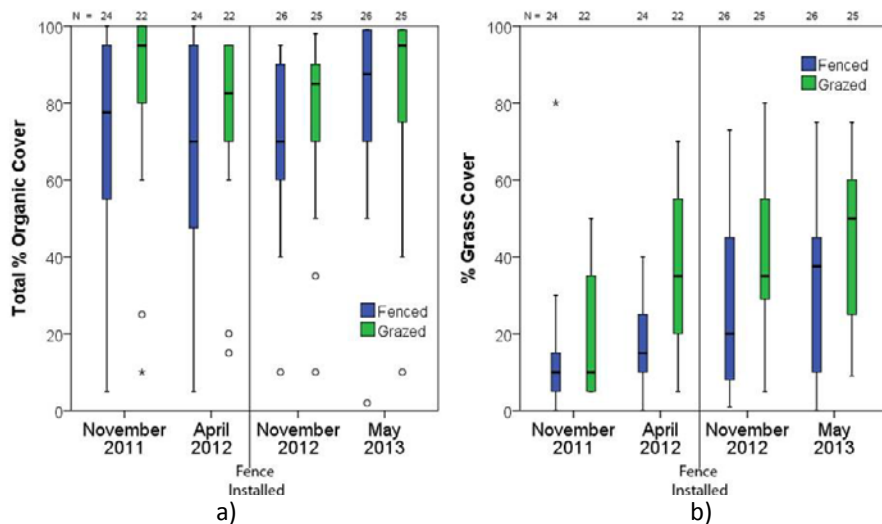 N = 24 22 24 22 26 25 26 25
100
80
60
40
20
0
Total % Organic Cover
Fenced
Grazed
November 2011
April 2012
November 2012
May 2013
Fence
Installed
a)
N = 24 22 24 22 26 25 26 25
100
80
60
40
20
0
% Grass Cover
Fenced
Grazed
November 2011
April 2012
November 2012
May 2013
Fence
Installed
b)